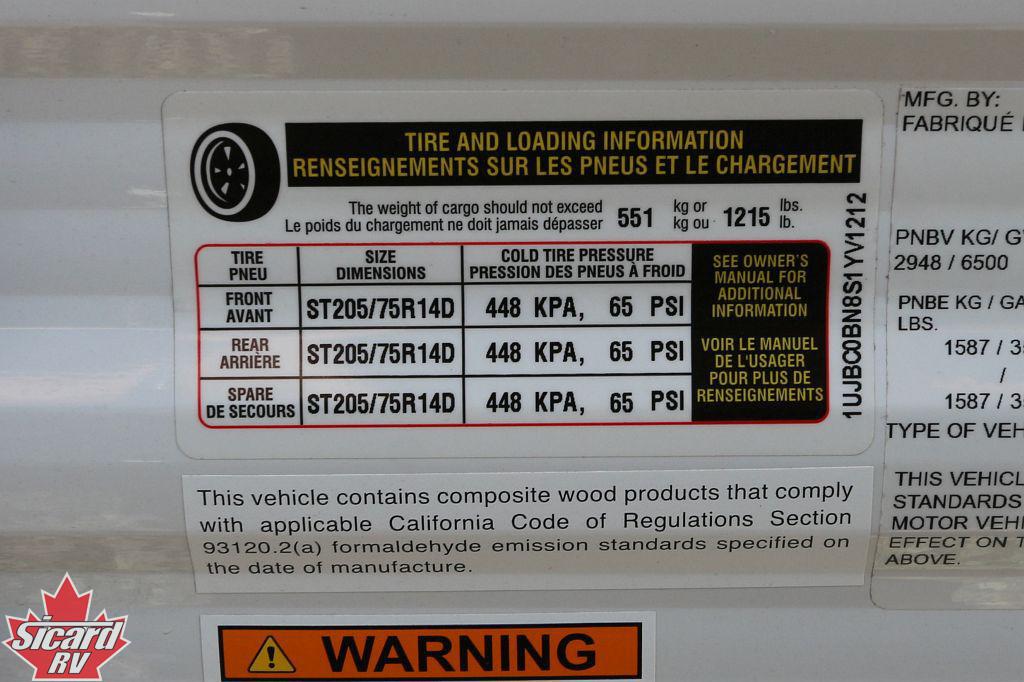 TIRE AND LOADING INFORMATION
RENSEIGNEMENTS SUR LES PNEUS ET LE CHARGEMENT
The weight of cargo should not exceed
Le poids du chargement ne doit jamais dépasser
551 kg or
kg ou 1215 lbs.
lb.
TIRE
PNEU
SIZE
DIMENSIONS
COLD TIRE PRESSURE
PRESSION DES PNEUS À FROID
FRONT
AVANT
ST205/75R14D
448 KPA, 65 PSI
REAR
ARRIÈRE
ST205/75R14D
448 KPA, 65 PSI
SPARE
DE SECOURS
ST205/75R14D
448 KPA, 65 PSI
SEE OWNER'S
MANUAL FOR
ADDITIONAL
INFORMATION
VOIR LE MANUEL
DE L'USAGER
POUR PLUS DE
RENSEIGNEMENTS
1UJBC0BN8S1YV1212
MFG. BY:
FABRIQUÉ
PNBV KG/
2948 / 6500
PNBE KG /
LBS.
1587 /
/
1587 /
TYPE OF
THIS
STANDARDS
MOTOR
EFFECT ON
ABOVE.
This vehicle contains composite wood products that comply
with applicable California Code of Regulations Section
93120.2(a) formaldehyde emission standards specified on
the date of manufacture.
WARNING
Sicard
RV